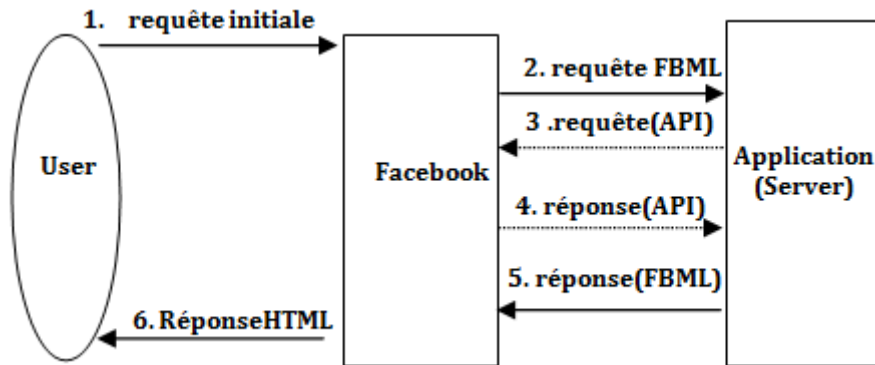 1. requête initiale
2. requête FBML
3 .requête(API)
User
Facebook
Application
(Server)
4. réponse(API)
5. réponse(FBML)
6. RéponseHTML